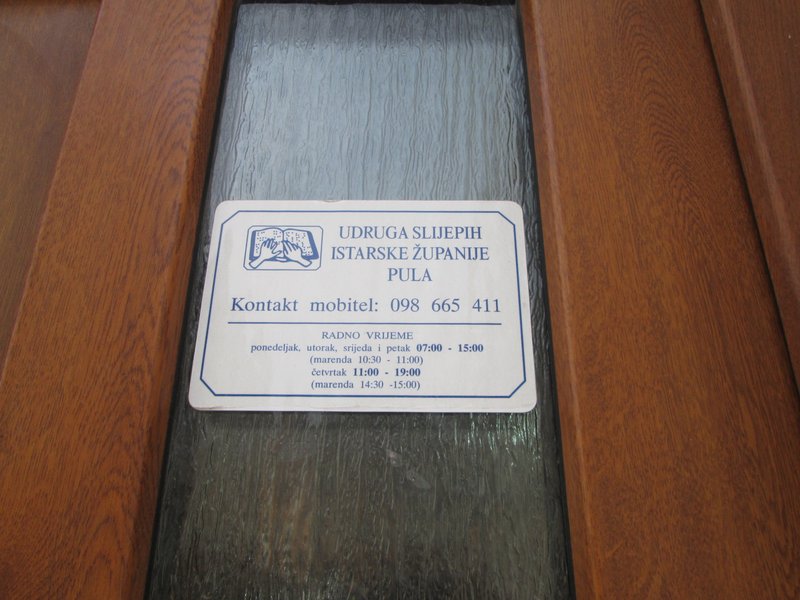 UDRUGA SLIJEPIH
ISTARSKE ŽUPANIJE
PULA
Kontakt mobitel: 098 665 411
RADNO VRIJEME
ponedeljak, utorak, srijeda i petak 07:00 - 15:00
(marenda 10:30 - 11:00)
četvrtak 11:00 - 19:00
(marenda 14:30 -15:00)